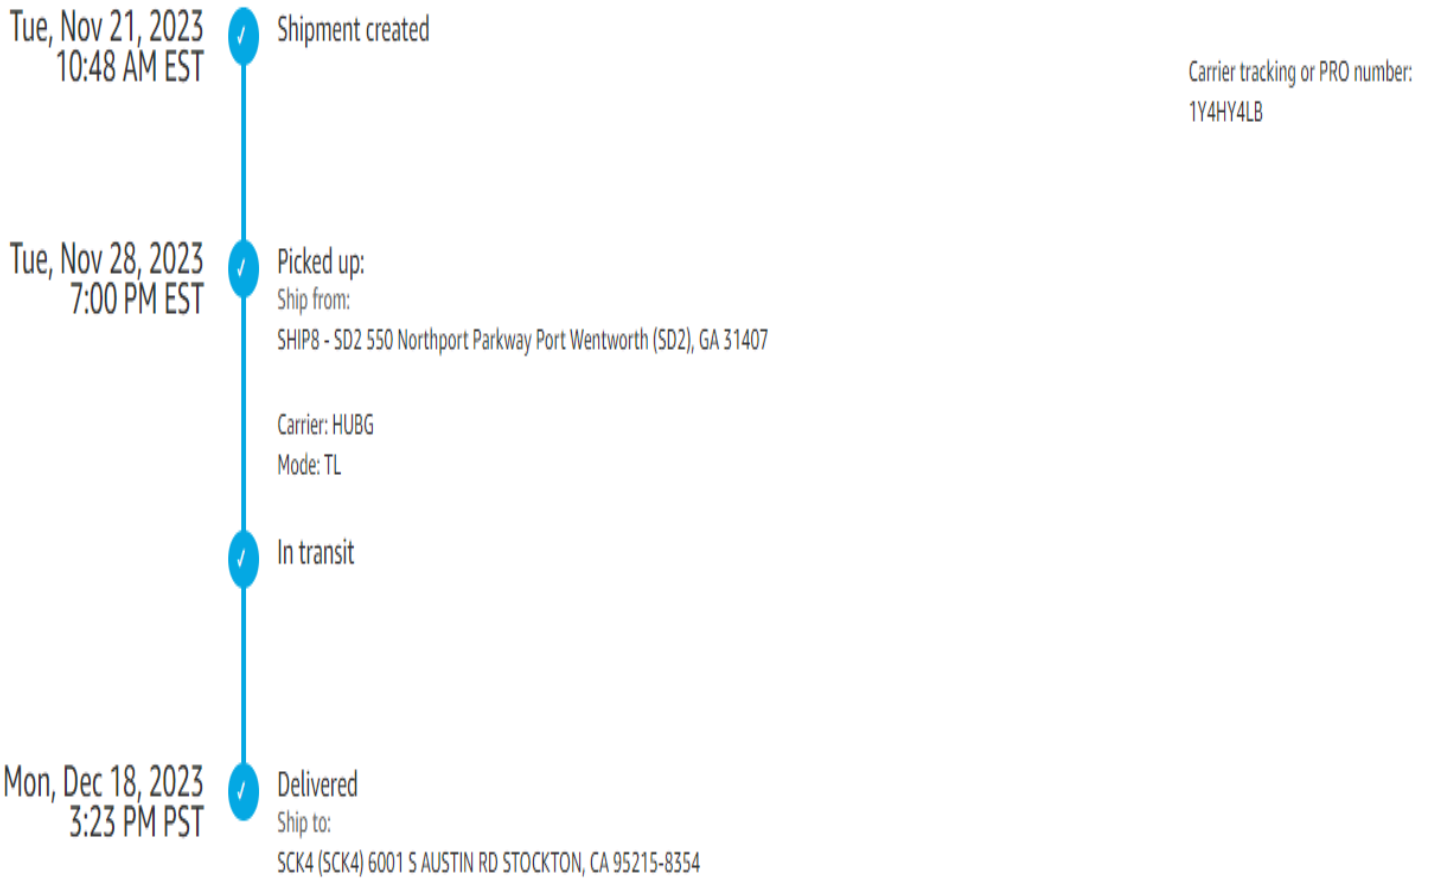 Tue, Nov 21, 2023
10:48 AM EST
Shipment created
Carrier tracking or PRO number:
1Y4HY4LB
Tue, Nov 28, 2023
7:00 PM EST
Picked up:
Ship from:
SHIP8 - SD2 550 Northport Parkway Port Wentworth (SD2), GA 31407
Carrier: HUBG
Mode: TL
In transit
Mon, Dec 18, 2023
3:23 PM PST
Delivered
Ship to:
SCK4 (SCK4) 6001 S AUSTIN RD STOCKTON, CA 95215-8354